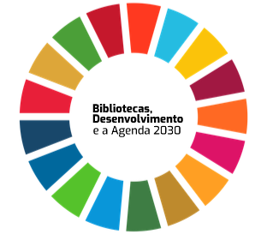 Bibliotecas,
Desenvolvimento
e a Agenda 2030